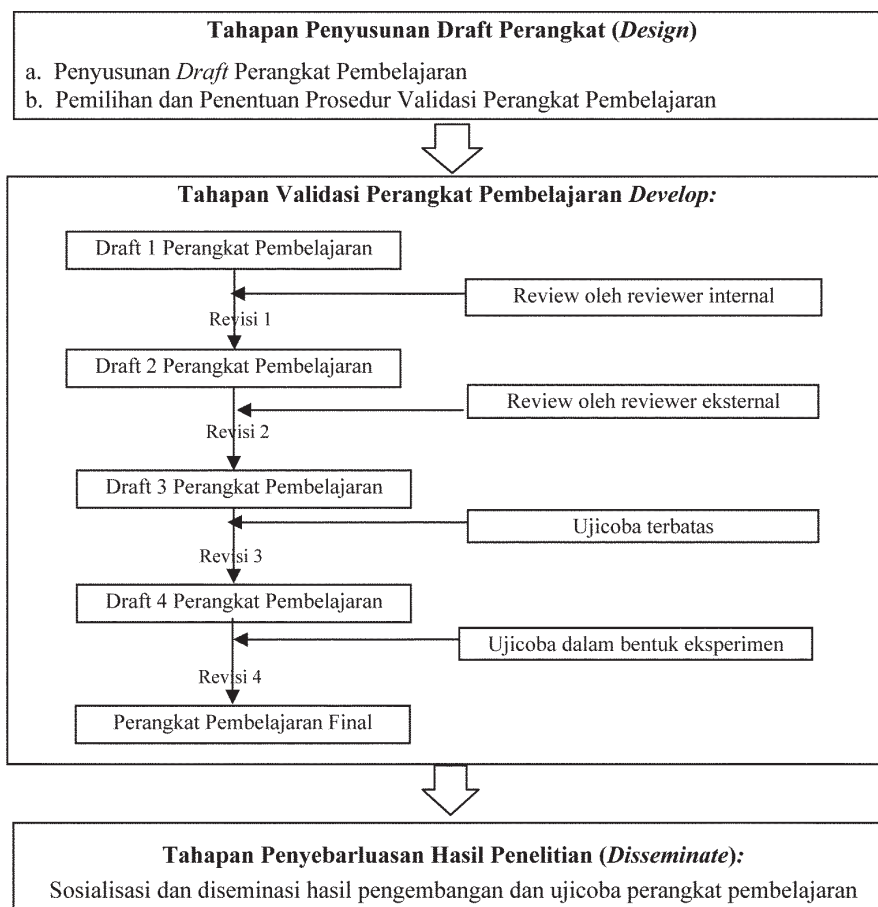 Tahapan Penyusunan Draft Perangkat (Design)
a. Penyusunan Draft Perangkat Pembelajaran
b. Pemilihan dan Penentuan Prosedur Validasi Perangkat Pembelajaran
Tahapan Validasi Perangkat Pembelajaran Develop:
Draft 1 Perangkat Pembelajaran
Review oleh reviewer internal
Revisi 1
Draft 2 Perangkat Pembelajaran
Review oleh reviewer eksternal
Revisi 2
Draft 3 Perangkat Pembelajaran
Ujicoba terbatas
Revisi 3
Draft 4 Perangkat Pembelajaran
Ujicoba dalam bentuk eksperimen
Revisi 4
Perangkat Pembelajaran Final
Tahapan Penyebarluasan Hasil Penelitian (Disseminate):
Sosialisasi dan diseminasi hasil pengembangan dan ujicoba perangkat pembelajaran